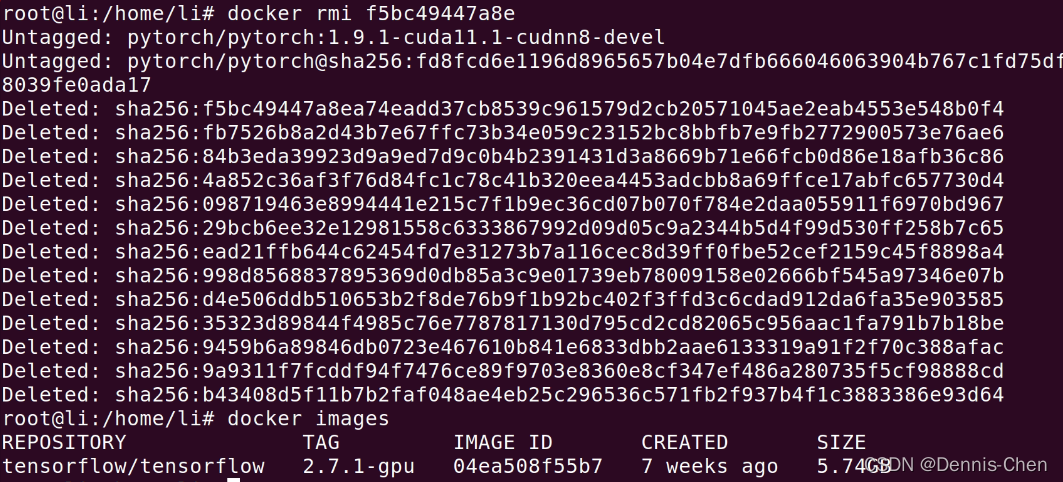 root@li:/home/li# docker rmi f5bc49447a8e
Untagged: pytorch/pytorch:1.9.1-cuda11.1-cudnn8-devel
Untagged: pytorch/pytorch@sha256:fd8fcd6e1196d8965657b04e7dfb666046063904b767c1fd75df
8039fe0ada17
Deleted: sha256:f5bc49447a8ea74eadd37cb8539c961579d2cb20571045ae2eab4553e548b0f4
Deleted: sha256:fb7526b8a2d43b7e67ffc73b34e059c23152bc8bbfb7e9fb2772900573e76ae6
Deleted: sha256:84b3eda39923d9a9ed7d9c0b4b2391431d3a8669b71e66fcb0d86e18afb36c86
Deleted: sha256:4a852c36af3f76d84fc1c78c41b320eea4453adcbb8a69ffce17abfc657730d4
Deleted: sha256:098719463e8994441e215c7f1b9ec36cd07b070f784e2daa055911f6970bd967
Deleted: sha256:29bcb6ee32e12981558c6333867992d09d05c9a2344b5d4f99d530ff258b7c65
Deleted: sha256:ead21ffb644c62454fd7e31273b7a116cec8d39ff0fbe52cef2159c45f8898a4
Deleted: sha256:998d8568837895369d0db85a3c9e01739eb78009158e02666bf545a97346e07b
Deleted: sha256:d4e506ddb510653b2f8de76b9f1b92bc402f3ffd3c6cdad912da6fa35e903585
Deleted: sha256:35323d89844f4985c76e7787817130d795cd2cd82065c956aac1fa791b7b18be
Deleted: sha256:9459b6a89846db0723e467610b841e6833dbb2aae6133319a91f2f70c388afac
Deleted: sha256:9a9311f7fcddf94f7476ce89f9703e8360e8cf347ef486a280735f5cf98888cd
Deleted: sha256:b43408d5f11b7b2faf048ae4eb25c296536c571fb2f937b4f1c3883386e93d64
root@li:/home/li# docker images
REPOSITORY TAG IMAGE ID CREATED SIZE
tensorflow/tensorflow 2.7.1-gpu 04ea508f55b7 7 weeks ago 5.74GB
CSDN @Dennis-Chen